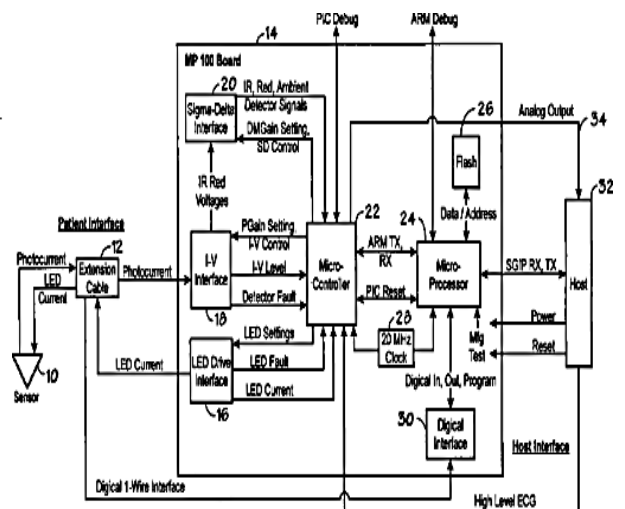 PIC Debug
ARM Debug
14
MP 100 Board
20
IR, Red, Ambient
Detector Signals
Sigma-Delta
Interface
DMGain Setting,
SD Control
26
Flash
Analog Output
34
32
IR Red
Voltages
22
24
Data / Address
Patient Interface
12
Photocurrent
LED
Current
Extension
Cable
Photocurrent
I-V
Interface
18
PGain Setting,
I-V Control
I-V Level
Detector Fault
Micro-
Controller
ARM TX,
RX
PIC Reset
Micro-
Processor
SGIP RX, TX
Host
28
20 MHz
Clock
Mfg
Test
Power
Reset
LED Settings
LED Fault
LED Current
LED Drive
Interface
16
LED Current
10
Sensor
Digical In, Out, Program
30
Digical
Interface
Host Interface
Digical 1-Wire Interface
High Level ECG